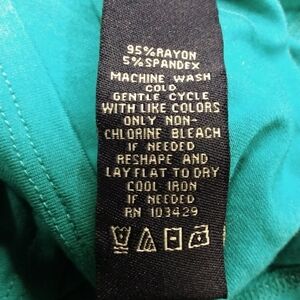 95%RAYON
5%SPANDEX
MACHINE WASH
COLD
GENTLE CYCLE
WITH LIKE COLORS
ONLY NON-
CHLORINE BLEACH
IF NEEDED
RESHAPE AND
LAY FLAT TO DRY
COOL IRON
IF NEEDED
RN 103429